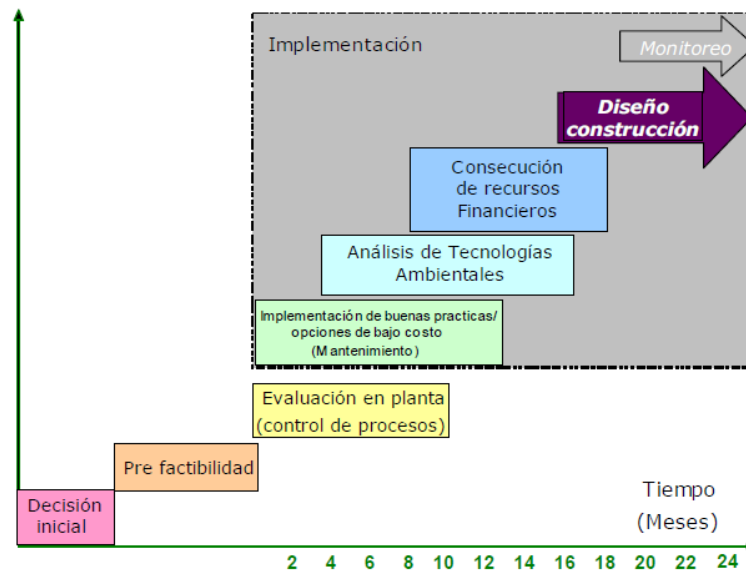 Implementación
Monitoreo
Diseño
construcción
Consecución
de recursos
Financieros
Análisis de Tecnologías
Ambientales
Implementación de buenas practicas/
opciones de bajo costo
(Mantenimiento)
Evaluación en planta
(control de procesos)
Pre factibilidad
Decisión
inicial
Tiempo
(Meses)
2 4 6 8 10 12 14 16 18 20 22 24